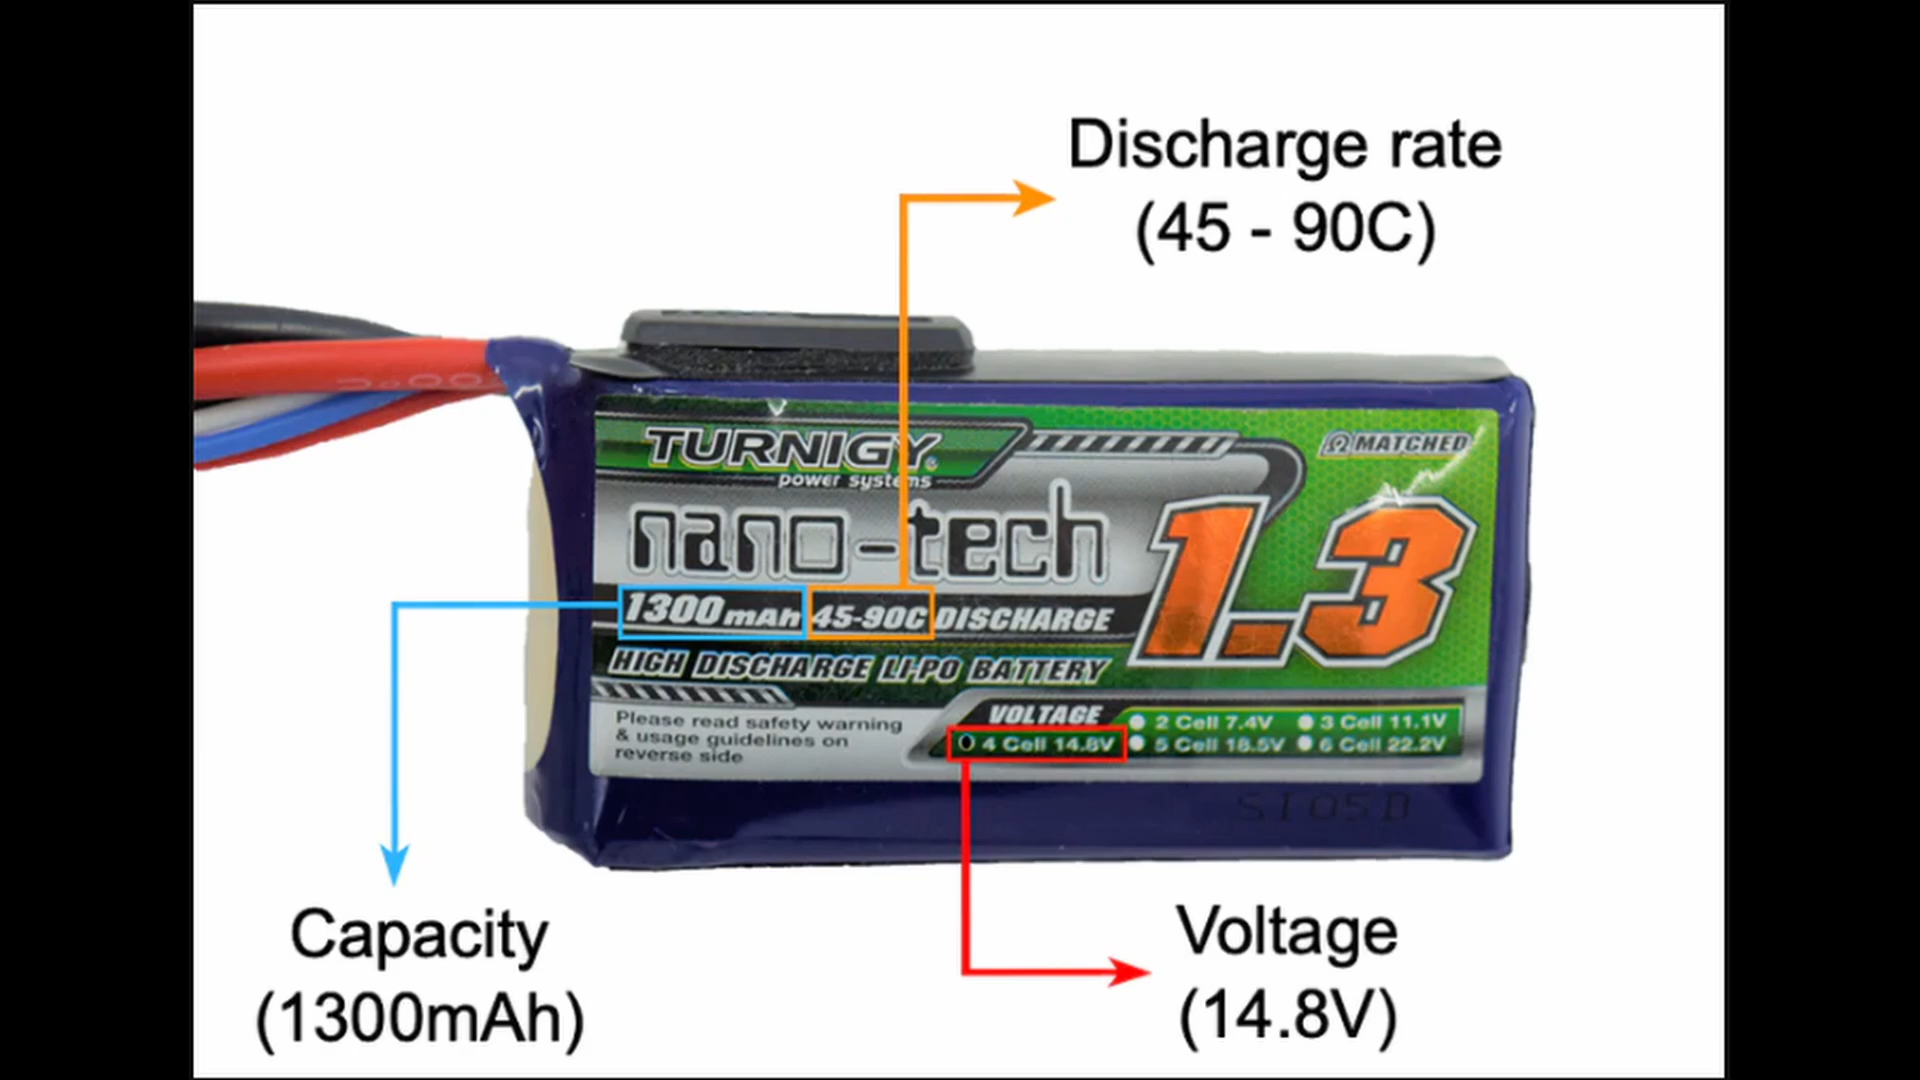 Discharge rate
(45 - 90C)
TURNIGY
power systems
MATCHED
nano-tech
1.3
1300mAh 45-90C DISCHARGE
HIGH DISCHARGE LI-PO BATTERY
Please read safety warning
& usage guidelines on
reverse side
VOLTAGE
2 Cell 7.4V 3 Cell 11.1V
4 Cell 14.8V 5 Cell 18.5V 6 Cell 22.2V
S105D
Capacity
(1300mAh)
Voltage
(14.8V)